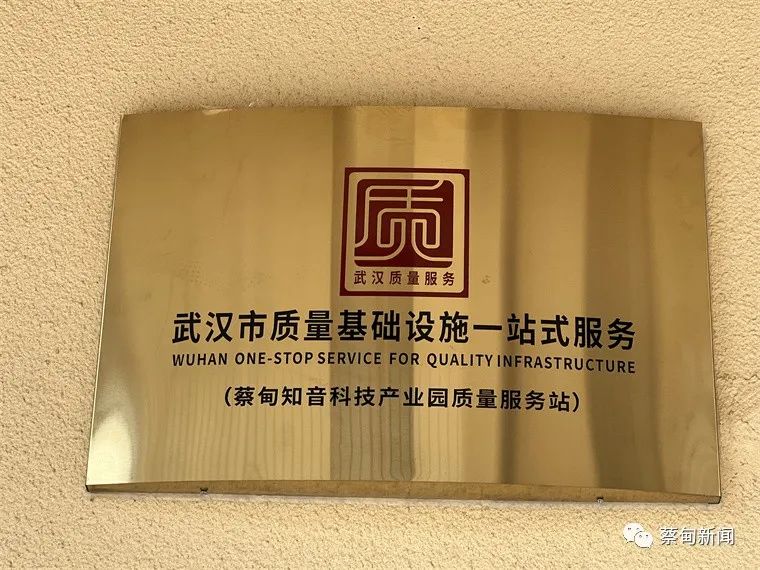 质
武汉质量服务
武汉市质量基础设施一站式服务
WUHAN ONE-STOP SERVICE FOR QUALITY INFRASTRUCTURE
（蔡甸知音科技产业园质量服务站）
蔡甸新闻